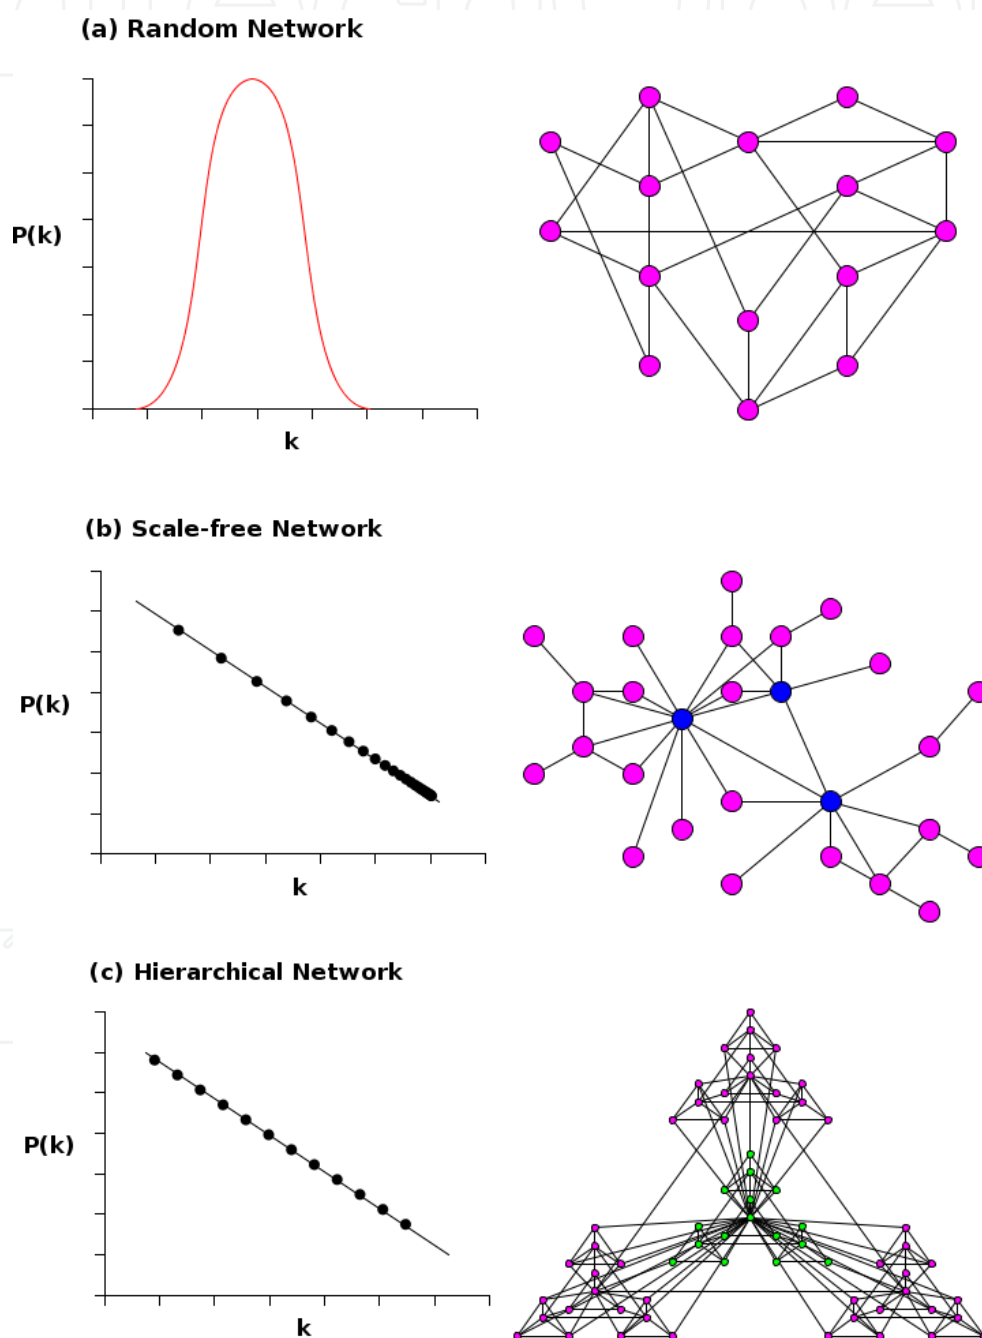 (a) Random Network
P(k)
k
(b) Scale-free Network
P(k)
k
(c) Hierarchical Network
P(k)
k